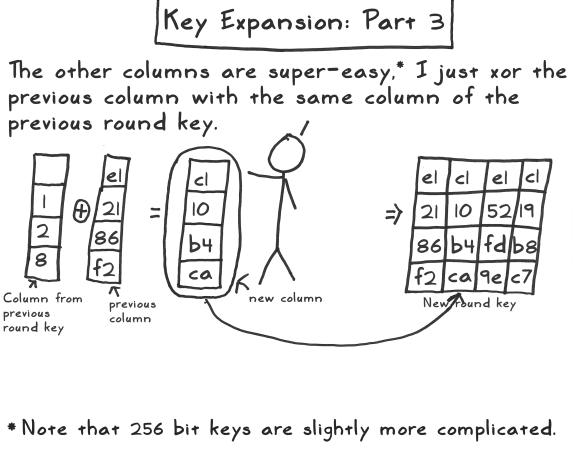 Key Expansion: Part 3
The other columns are super-easy,* I just xor the
previous column with the same column of the
previous round key.
1
2
8
⊕
e1
21
86
f2
=
c1
10
b4
ca
⇒
e1 c1 e1 c1
21 10 52 19
86 b4 fd b8
f2 ca 9e c7
Column from
previous
round key
previous
column
new column
New round key
* Note that 256 bit keys are slightly more complicated.